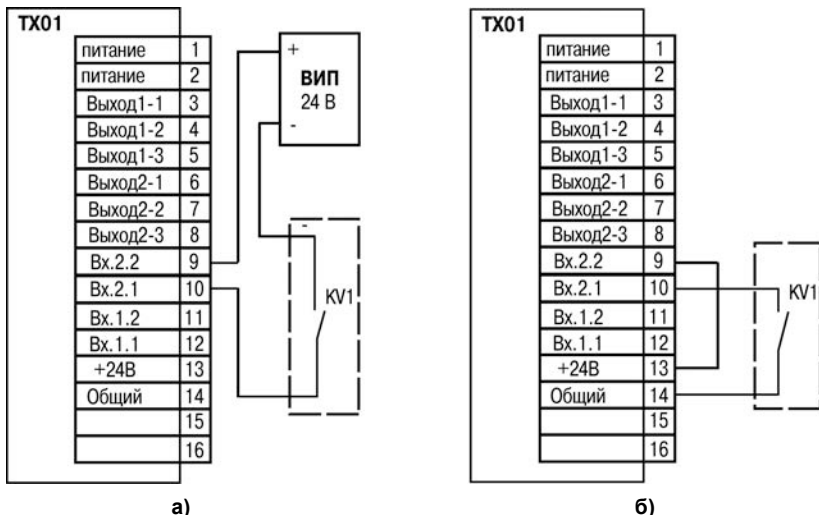 TX01
питание 1
питание 2
Выход1-1 3
Выход1-2 4
Выход1-3 5
Выход2-1 6
Выход2-2 7
Выход2-3 8
Вх.2.2 9
Вх.2.1 10
Вх.1.2 11
Вх.1.1 12
+24В 13
Общий 14
15
16
+
ВИП
24 В
-
-
KV1
а)
TX01
питание 1
питание 2
Выход1-1 3
Выход1-2 4
Выход1-3 5
Выход2-1 6
Выход2-2 7
Выход2-3 8
Вх.2.2 9
Вх.2.1 10
Вх.1.2 11
Вх.1.1 12
+24В 13
Общий 14
15
16
KV1
б)